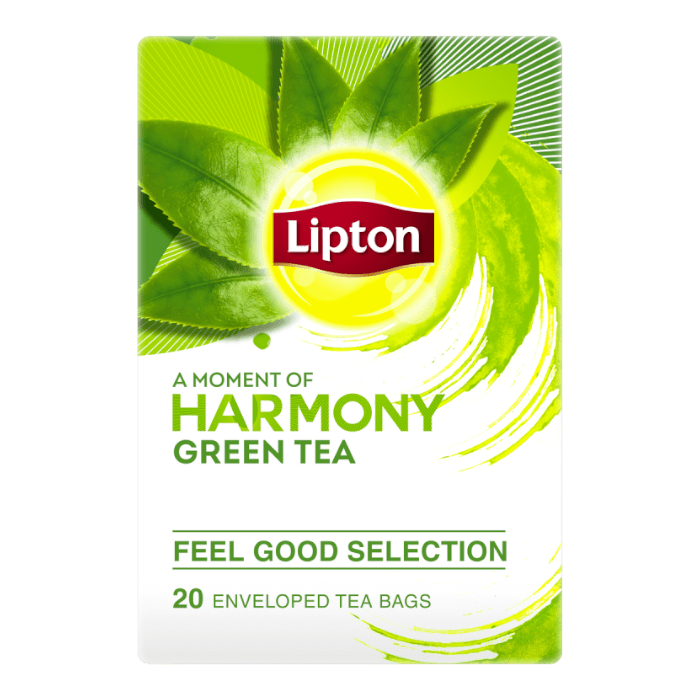 Lipton
A MOMENT OF
HARMONY
GREEN TEA
FEEL GOOD SELECTION
20 ENVELOPED TEA BAGS